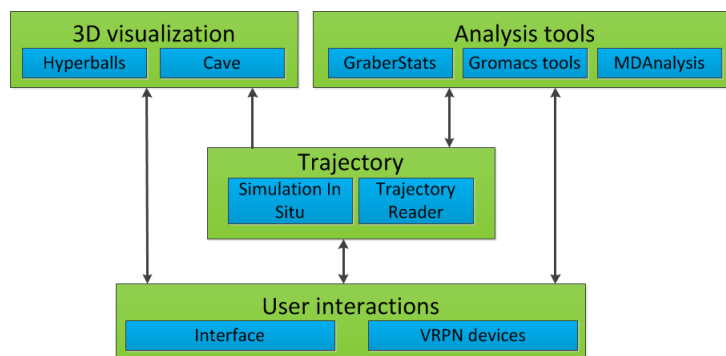 3D visualization
Hyperballs
Cave
Analysis tools
GraberStats
Gromacs tools
MDAnalysis
Trajectory
Simulation In
Situ
Trajectory
Reader
User interactions
Interface
VRPN devices